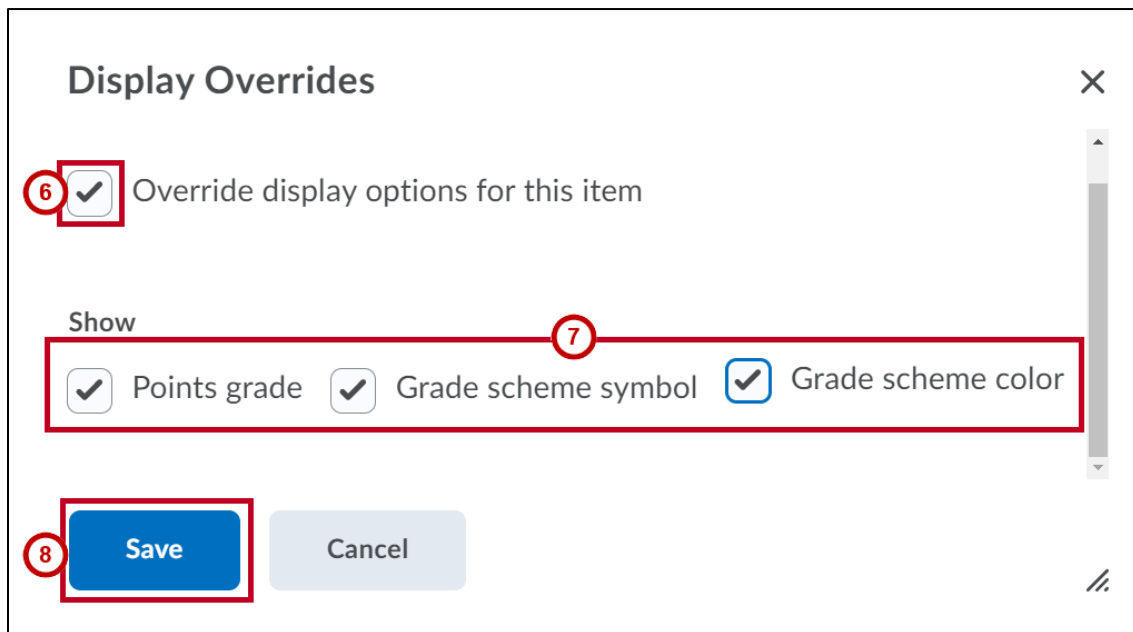 Display Overrides
6 Override display options for this item
Show
7
Points grade Grade scheme symbol Grade scheme color
8 Save Cancel